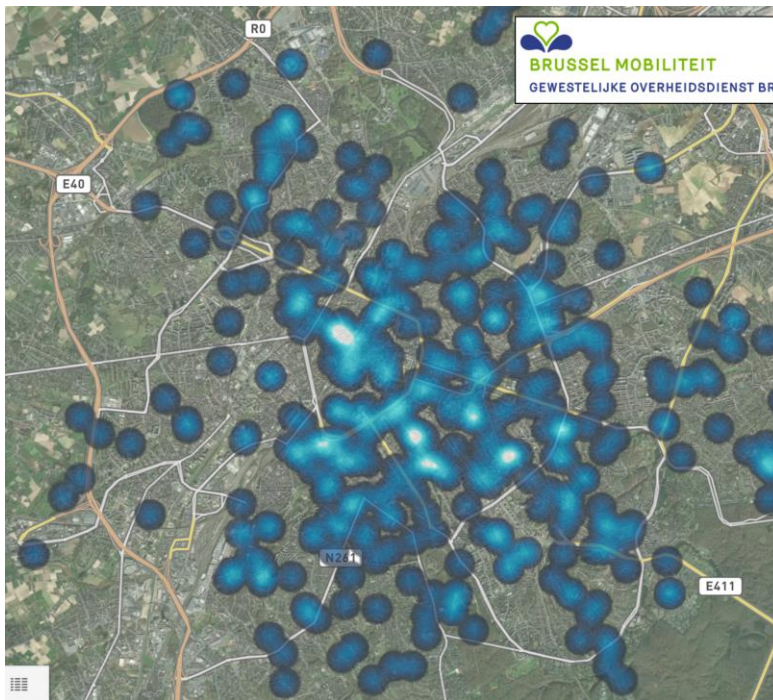 R0
BRUSSEL MOBILITEIT
GEWESTELIJKE OVERHEIDSDIENST BR
E40
N261
E411